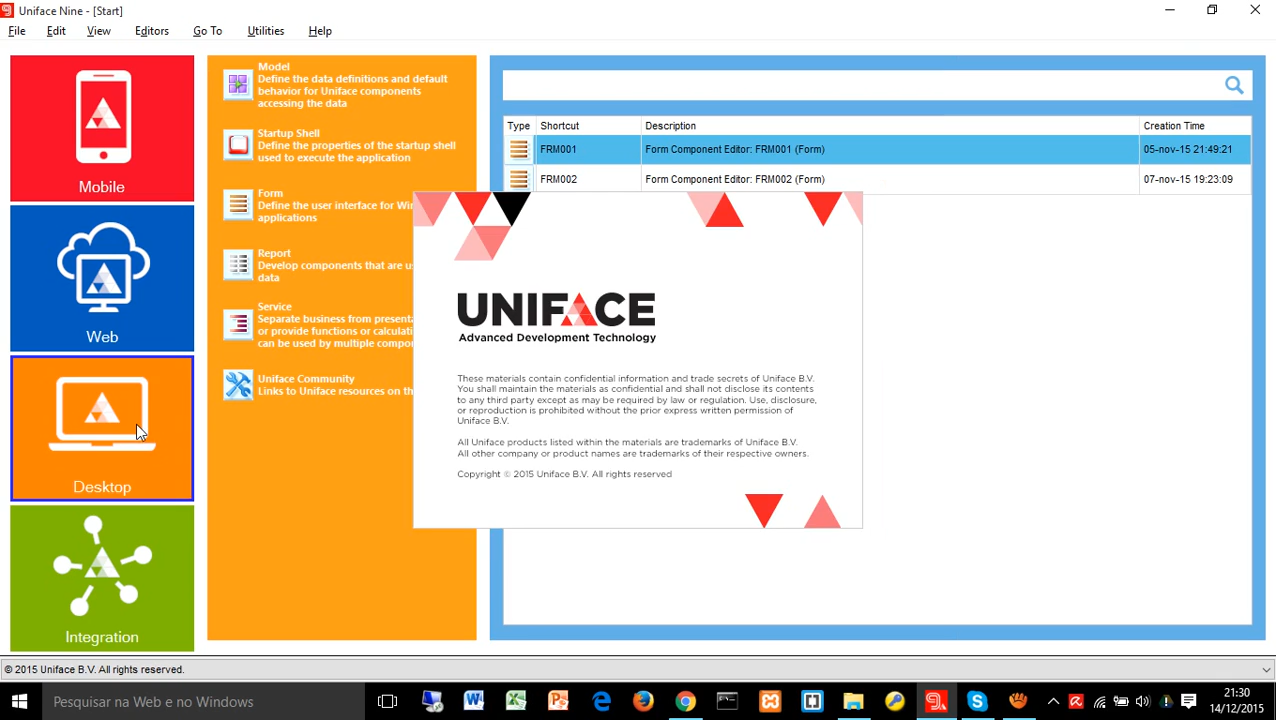 Uniface Nine - [Start]
File Edit View Editors Go To Utilities Help
Mobile
Web
Desktop
Integration
Model
Define the data definitions and default
behavior for Uniface components
accessing the data
Startup Shell
Define the properties of the startup shell
used to execute the application
Form
Define the user interface for Win
applications
Report
Develop components that are us
data
Service
Separate business from presenta
or provide functions or calculati
can be used by multiple compo
Uniface Community
Links to Uniface resources on th
Type Shortcut Description Creation Time
FRM001 Form Component Editor: FRM001 (Form) 05-nov-15 21:49:21
FRM002 Form Component Editor: FRM002 (Form) 07-nov-15 19:23:09
UNIFACE
Advanced Development Technology
These materials contain confidential information and trade secrets of Uniface B.V.
You shall maintain the materials as confidential and shall not disclose its contents
to any third party except as may be required by law or regulation. Use, disclosure,
or reproduction is prohibited without the prior express written permission of
Uniface B.V.
All Uniface products listed within the materials are trademarks of Uniface B.V.
All other company or product names are trademarks of their respective owners.
Copyright © 2015 Uniface B.V. All rights reserved
© 2015 Uniface B.V. All rights reserved.
Pesquisar na Web e no Windows
21:30
14/12/2015